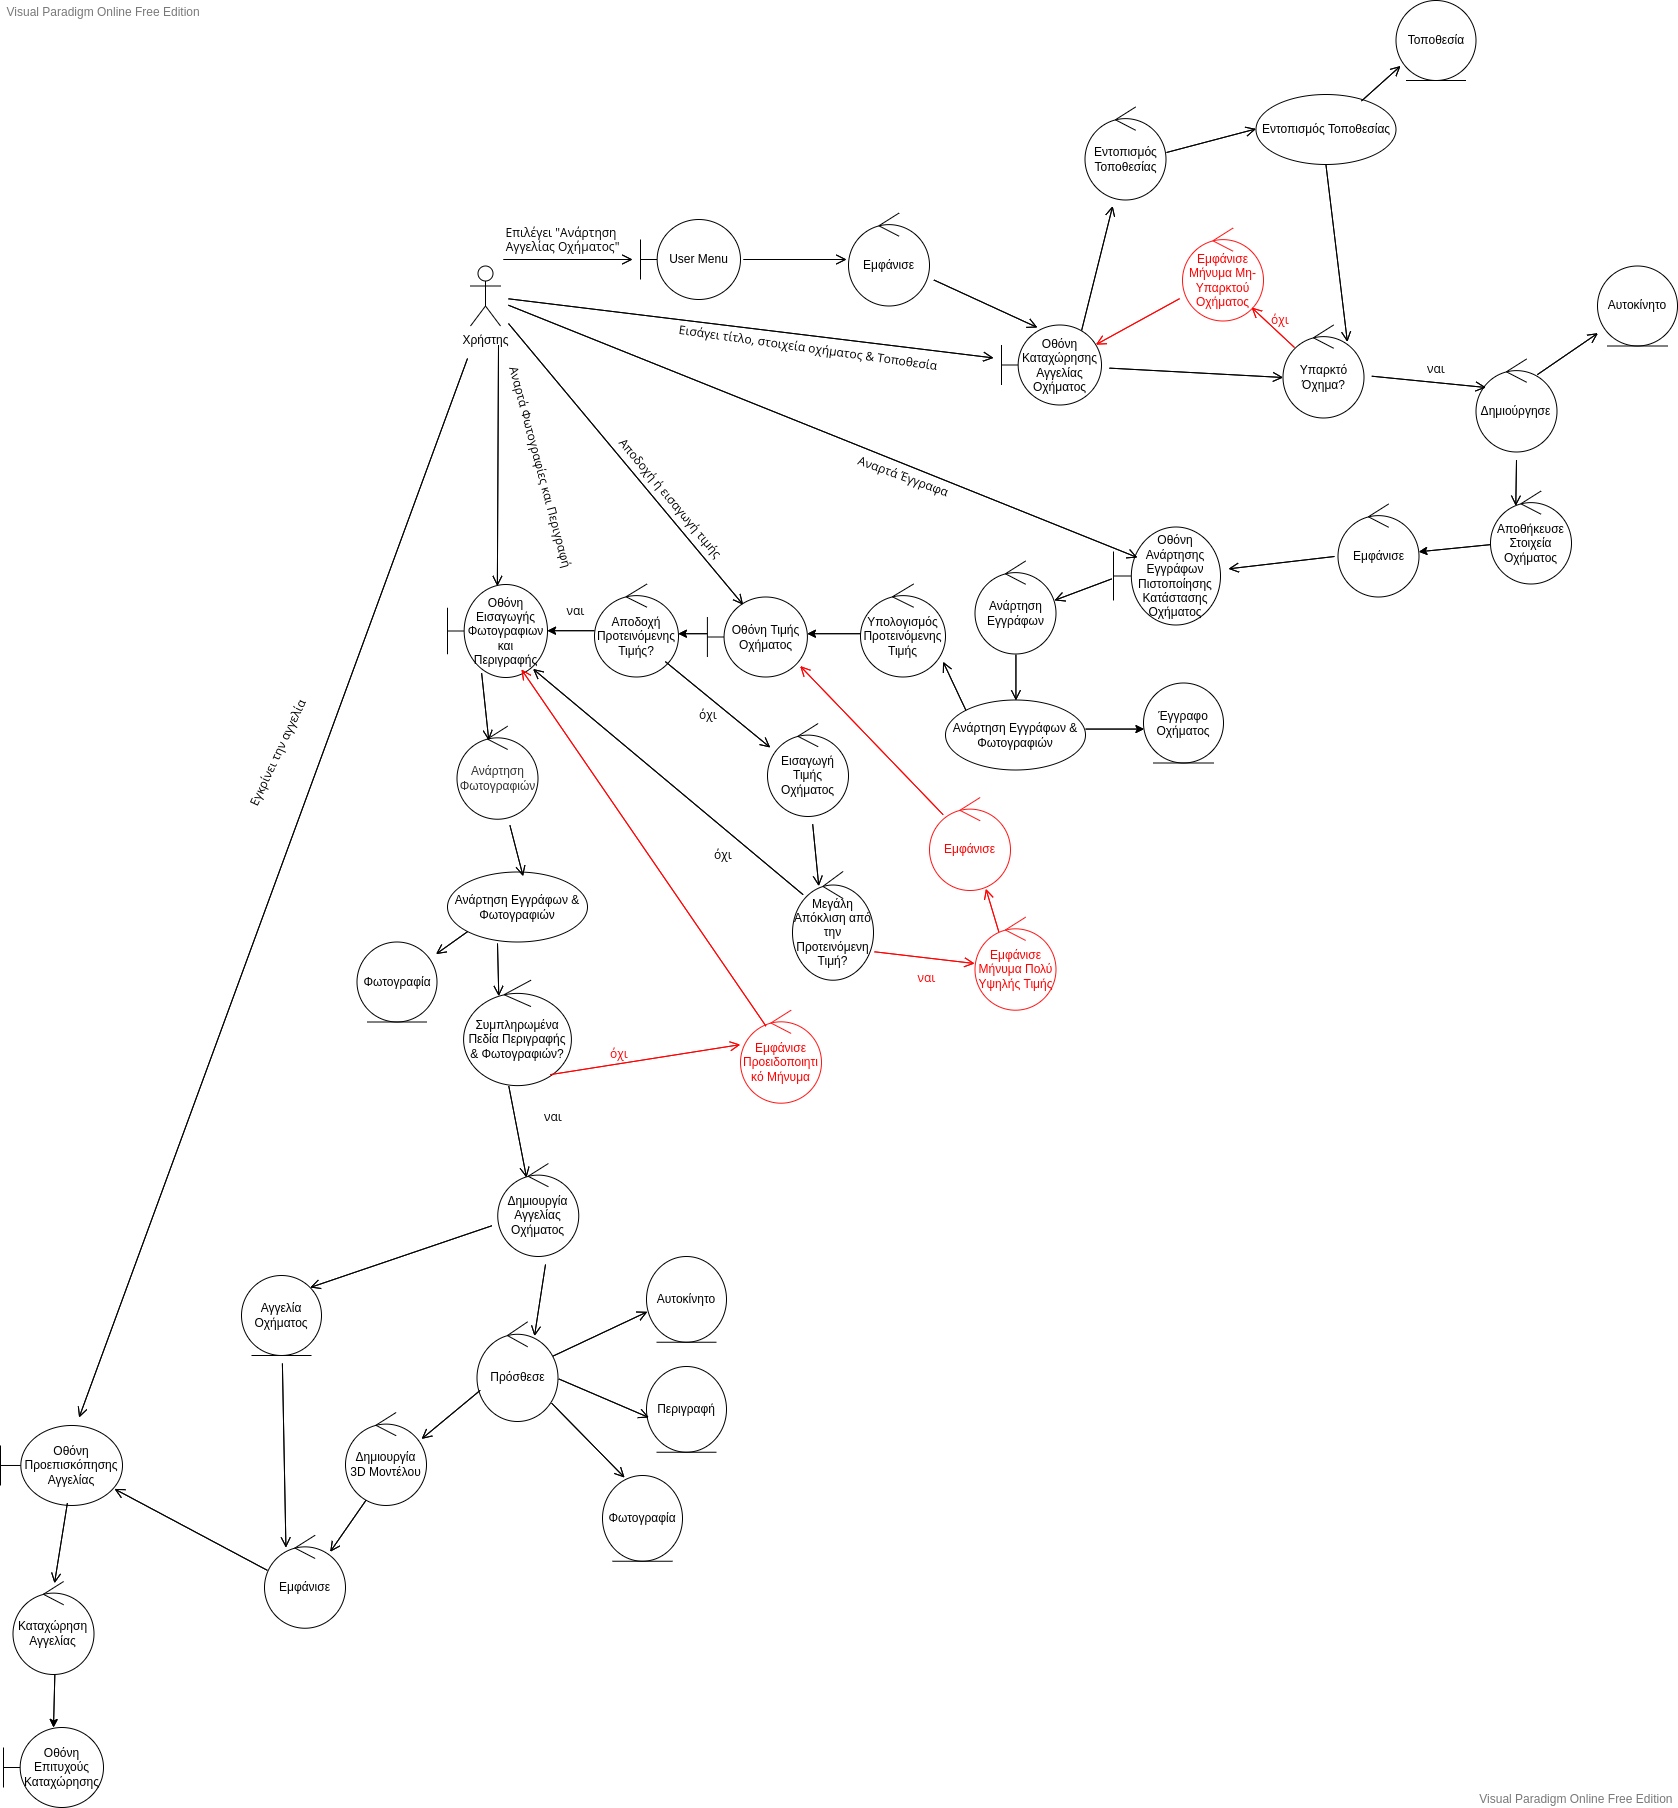 Visual Paradigm Online Free Edition
Τοποθεσία
Εντοπισμός Τοποθεσίας
Εντοπισμός
Τοποθεσίας
Επιλέγει "Ανάρτηση
Αγγελίας Οχήματος"
User Menu
Εμφάνισε
Εμφάνισε
Μήνυμα Μη-
Υπαρκτού
Οχήματος
όχι
Αυτοκίνητο
Χρήστης
Εισάγει τίτλο, στοιχεία οχήματος & Τοποθεσία
Οθόνη
Καταχώρησης
Αγγελίας
Οχήματος
Υπαρκτό
Όχημα?
ναι
Δημιούργησε
Αναρτά Φωτογραφίες και Περιγραφή
Αποδοχή ή εισαγωγή τιμής
Αναρτά Έγγραφα
Οθόνη
Ανάρτησης
Εγγράφων
Πιστοποίησης
Κατάστασης
Οχήματος
Εμφάνισε
Αποθήκευσε
Στοιχεία
Οχήματος
Οθόνη
Εισαγωγής
Φωτογραφιων
και
Περιγραφής
ναι
Αποδοχή
Προτεινόμενης
Τιμής?
Οθόνη Τιμής
Οχήματος
Υπολογισμός
Προτεινόμενης
Τιμής
Ανάρτηση
Εγγράφων
όχι
Ανάρτηση Εγγράφων &
Φωτογραφιών
Έγγραφο
Οχήματος
Εγκρίνει την αγγελία
Ανάρτηση
Φωτογραφιών
Εισαγωγή
Τιμής
Οχήματος
όχι
Εμφάνισε
Ανάρτηση Εγγράφων &
Φωτογραφιών
Μεγάλη
Απόκλιση από
την
Προτεινόμενη
Τιμή?
ναι
Εμφάνισε
Μήνυμα Πολύ
Υψηλής Τιμής
Φωτογραφία
Συμπληρωμένα
Πεδία Περιγραφής
& Φωτογραφιών?
όχι
Εμφάνισε
Προειδοποιητι
κό Μήνυμα
ναι
Δημιουργία
Αγγελίας
Οχήματος
Αγγελία
Οχήματος
Αυτοκίνητο
Πρόσθεσε
Περιγραφή
Οθόνη
Προεπισκόπησης
Αγγελίας
Δημιουργία
3D Μοντέλου
Φωτογραφία
Εμφάνισε
Καταχώρηση
Αγγελίας
Οθόνη
Επιτυχούς
Καταχώρησης
Visual Paradigm Online Free Edition